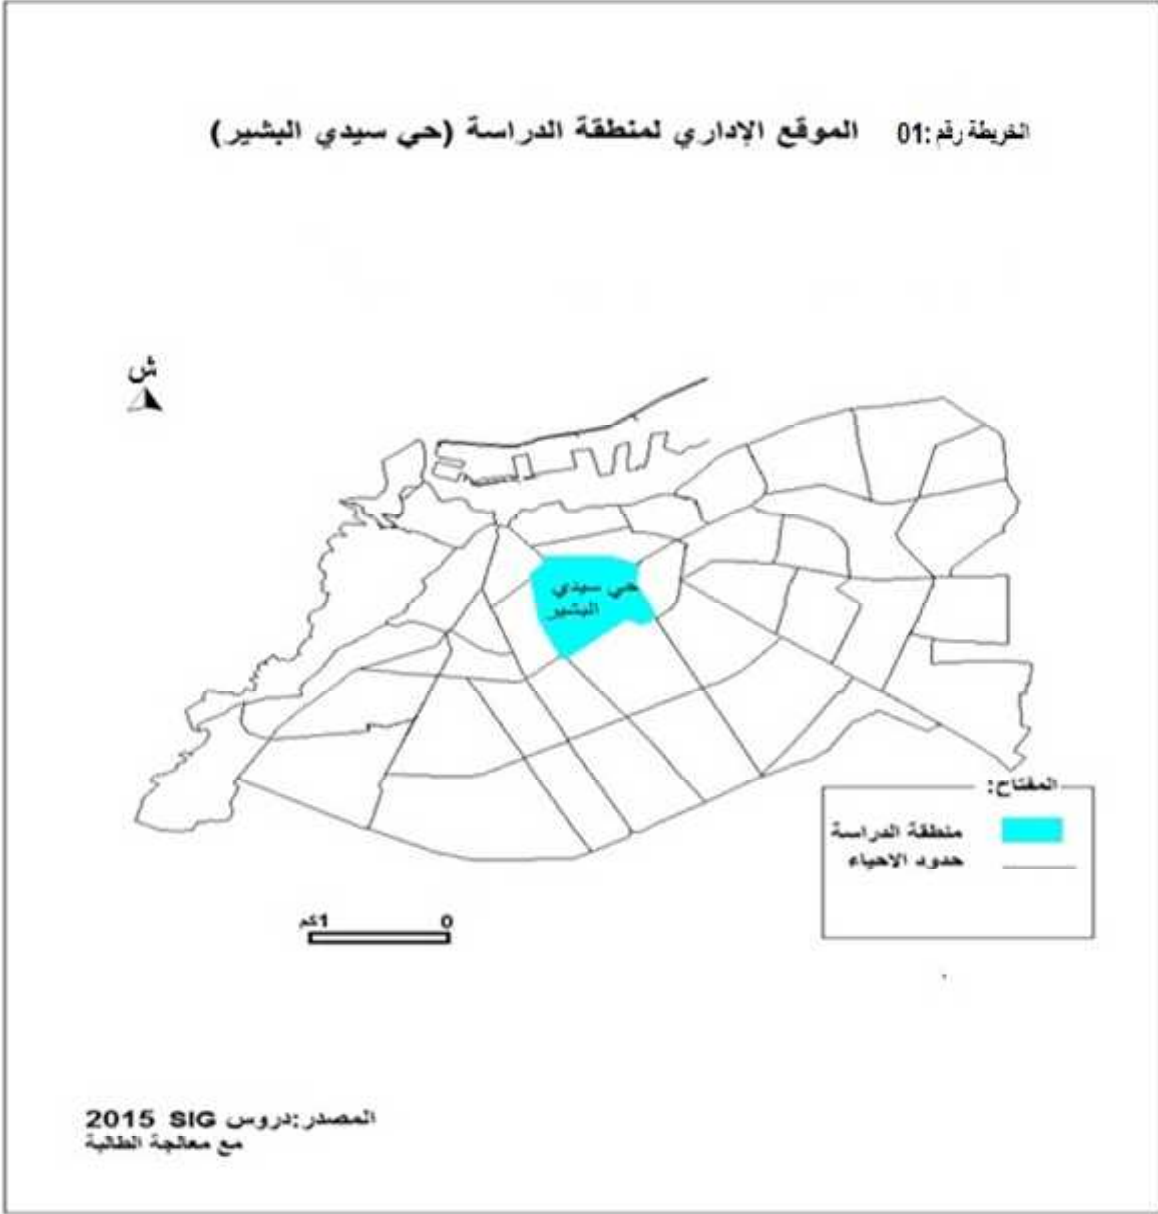 الخريطة رقم :01 الموقع الإداري لمنطقة الدراسة (حي سيدي البشير)
ش
حي سيدي
البشير
المفتاح:
منطقة الدراسة
حدود الاحياء
1كم 0
المصدر:دروس SIG 2015
مع معالجة الطالبة